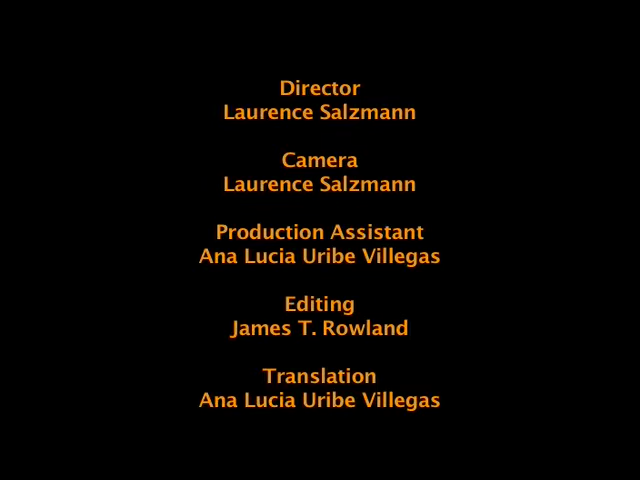 Director
Laurence Salzmann
Camera
Laurence Salzmann
Production Assistant
Ana Lucia Uribe Villegas
Editing
James T. Rowland
Translation
Ana Lucia Uribe Villegas